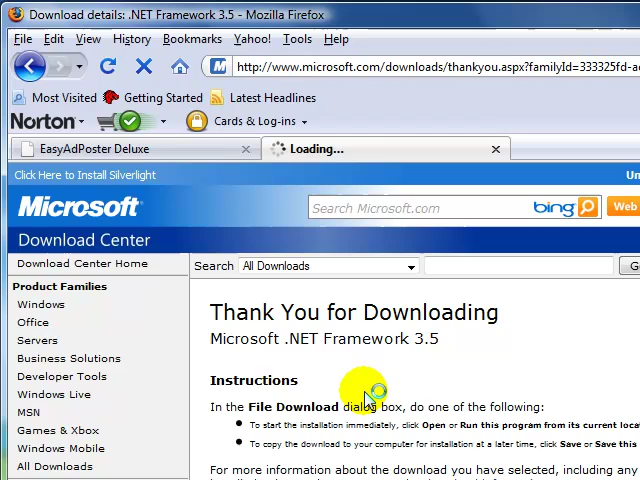 Download details: .NET Framework 3.5 - Mozilla Firefox
File Edit View History Bookmarks Yahoo! Tools Help
http://www.microsoft.com/downloads/thankyou.aspx?familyId=333325fd-a
Most Visited Getting Started Latest Headlines
Norton Cards & Log-ins
EasyAdPoster Deluxe Loading...
Click Here to Install Silverlight Un
Microsoft Search Microsoft.com bing Web
Download Center
Download Center Home
Search All Downloads G
Product Families
Windows
Office
Servers
Business Solutions
Developer Tools
Windows Live
MSN
Games & Xbox
Windows Mobile
All Downloads
Thank You for Downloading
Microsoft .NET Framework 3.5
Instructions
In the File Download dialog box, do one of the following:
To start the installation immediately, click Open or Run this program from its current locat
To copy the download to your computer for installation at a later time, click Save or Save this
For more information about the download you have selected, including any